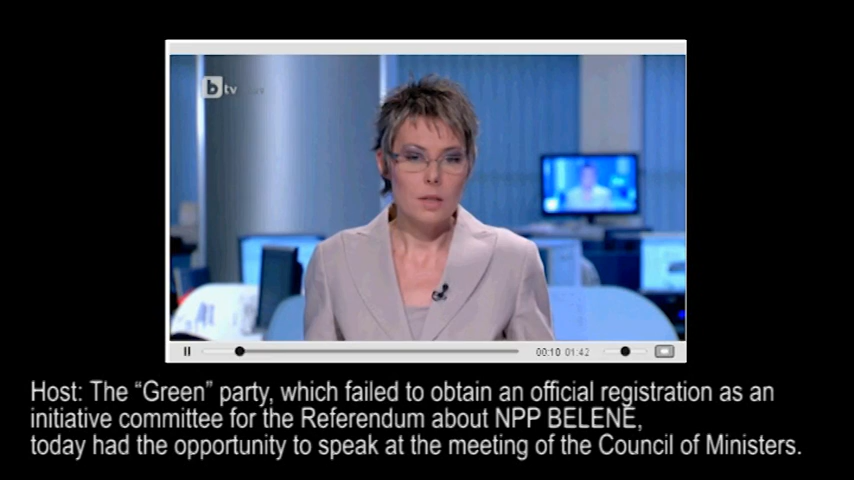 btv
00:10 01:42
Host: The “Green” party, which failed to obtain an official registration as an
initiative committee for the Referendum about NPP BELENE,
today had the opportunity to speak at the meeting of the Council of Ministers.